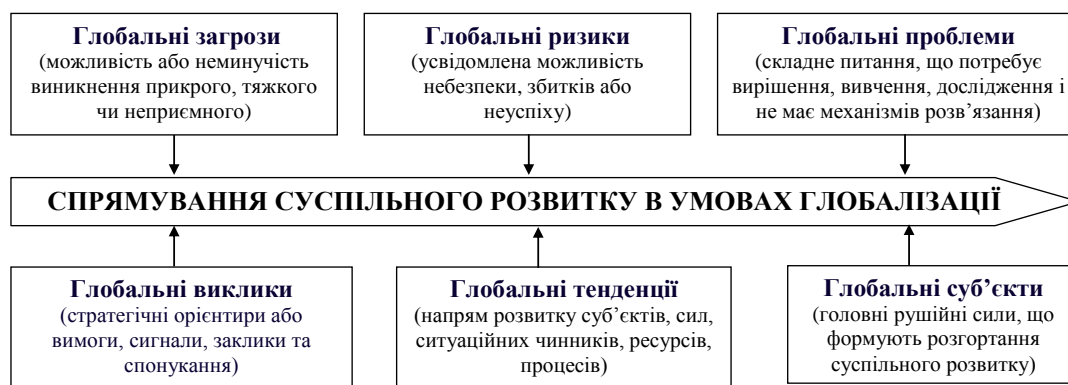 Глобальні загрози
(можливість або неминучість
виникнення прикрого, тяжкого
чи неприємного)
Глобальні ризики
(усвідомлена можливість
небезпеки, збитків або
неуспіху)
Глобальні проблеми
(складне питання, що потребує
вирішення, вивчення, дослідження і
не має механізмів розв’язання)
СПРЯМУВАННЯ СУСПІЛЬНОГО РОЗВИТКУ В УМОВАХ ГЛОБАЛІЗАЦІЇ
Глобальні виклики
(стратегічні орієнтири або
вимоги, сигнали, заклики та
спонукання)
Глобальні тенденції
(напрям розвитку суб’єктів, сил,
ситуаційних чинників, ресурсів,
процесів)
Глобальні суб’єкти
(головні рушійні сили, що
формують розгортання
суспільного розвитку)